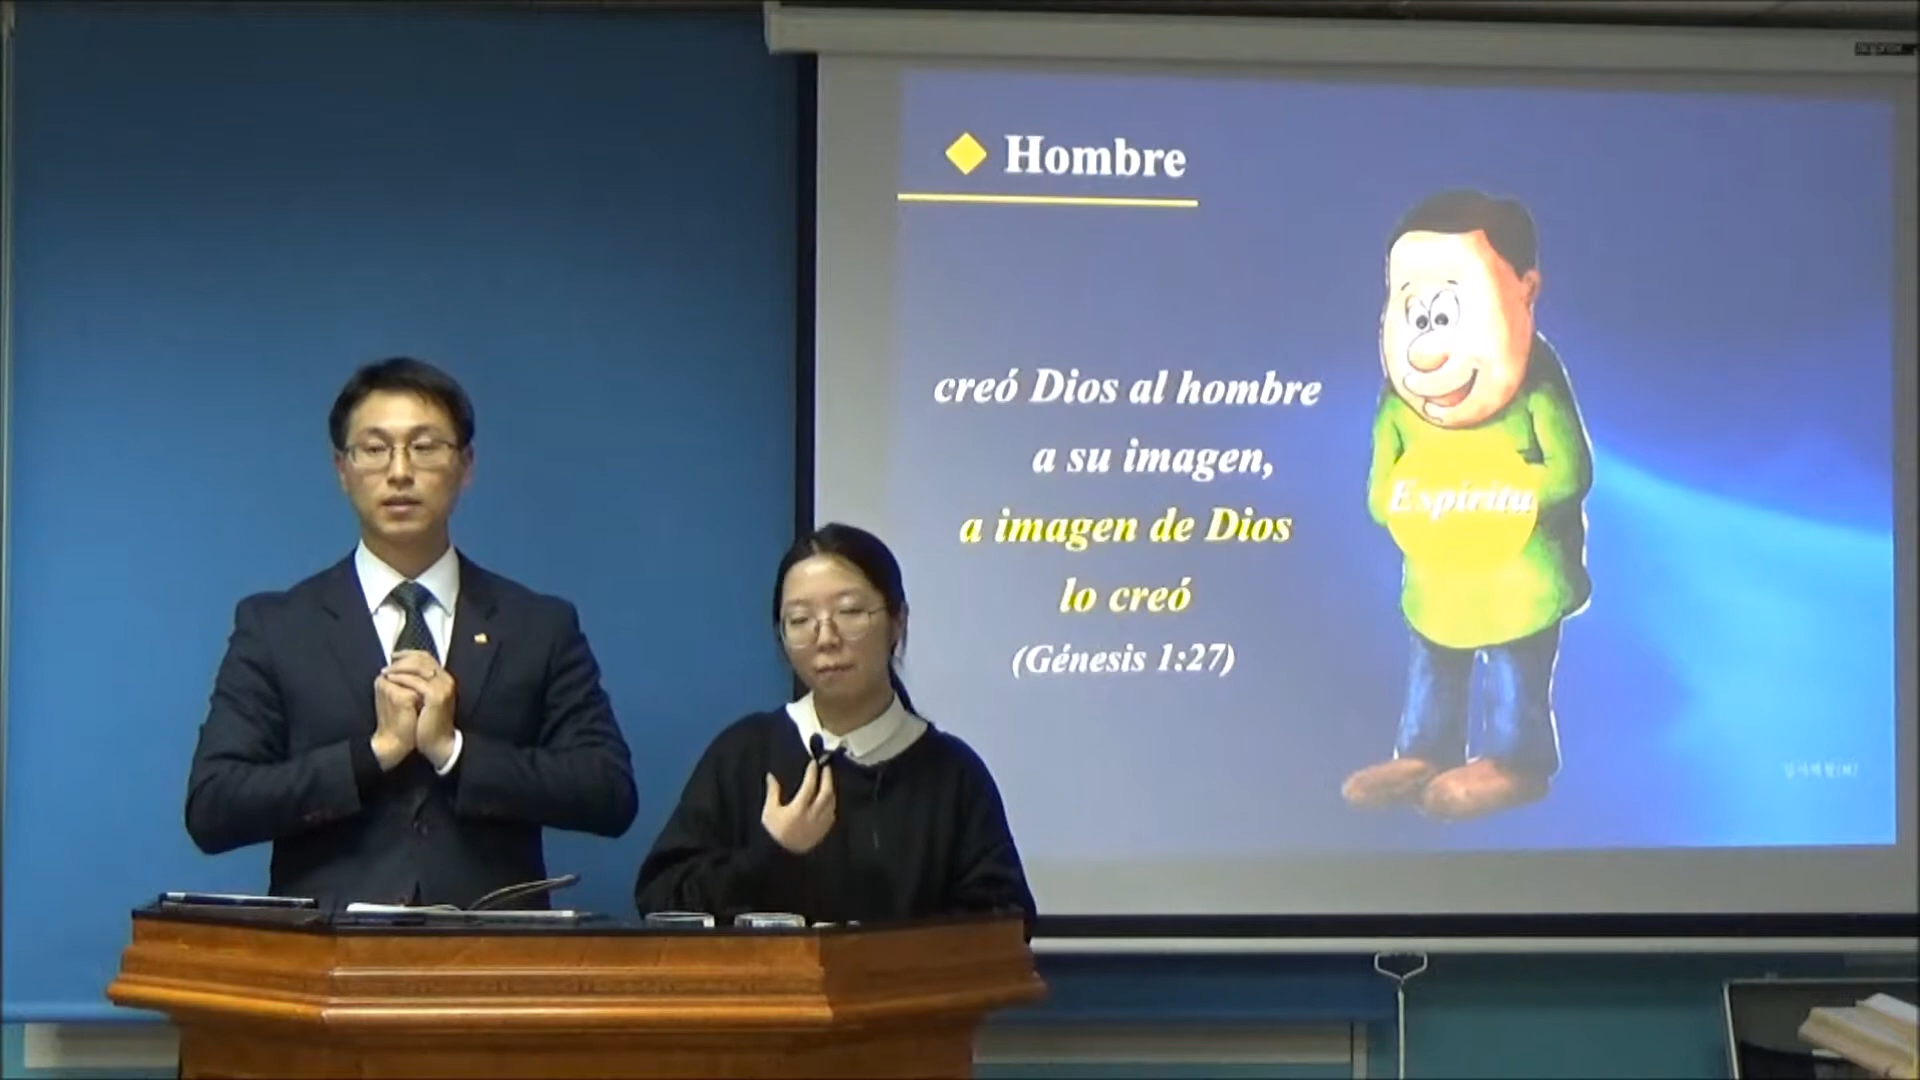 Hombre
creó Dios al hombre
a su imagen,
a imagen de Dios
lo creó
(Génesis 1:27)
Espíritu